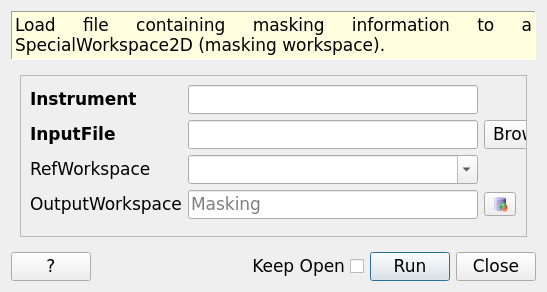 Load file containing masking information to a
SpecialWorkspace2D (masking workspace).
Instrument
InputFile
Brow
RefWorkspace
OutputWorkspace Masking
? Keep Open Run Close